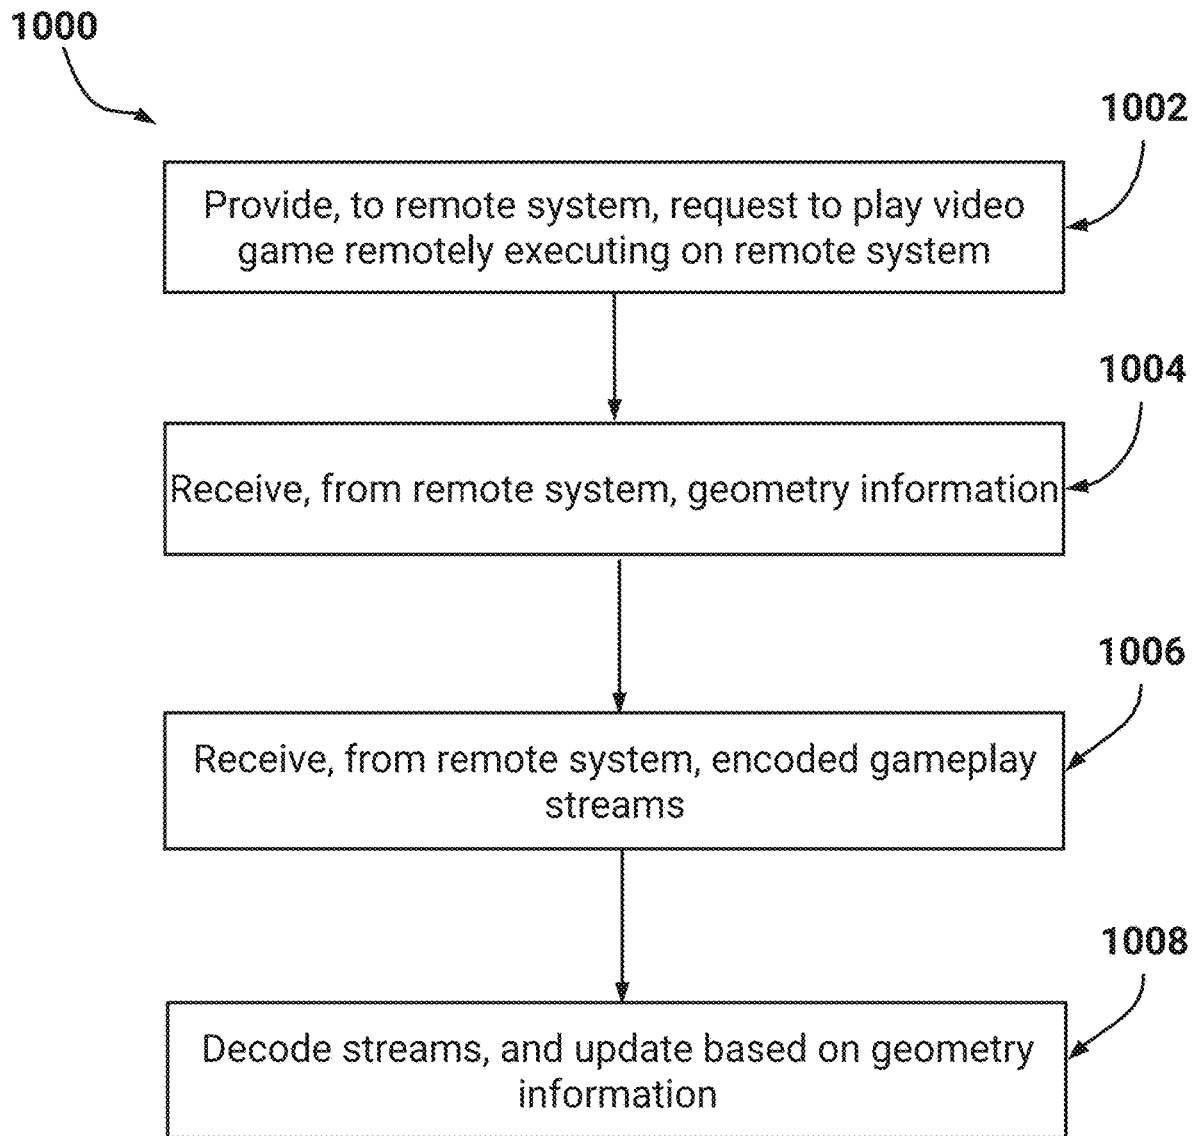 1000
1002
Provide, to remote system, request to play video
game remotely executing on remote system
1004
Receive, from remote system, geometry information
1006
Receive, from remote system, encoded gameplay
streams
1008
Decode streams, and update based on geometry
information